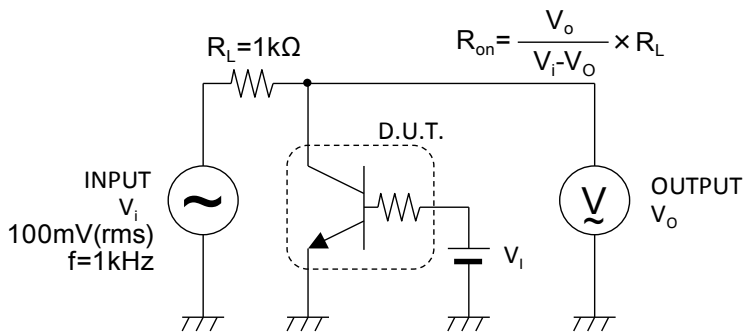 R_L=1kΩ
R_on= V_o / V_i-V_O × R_L
D.U.T.
INPUT
V_i
100mV(rms)
f=1kHz
V_I
V
~
OUTPUT
V_O